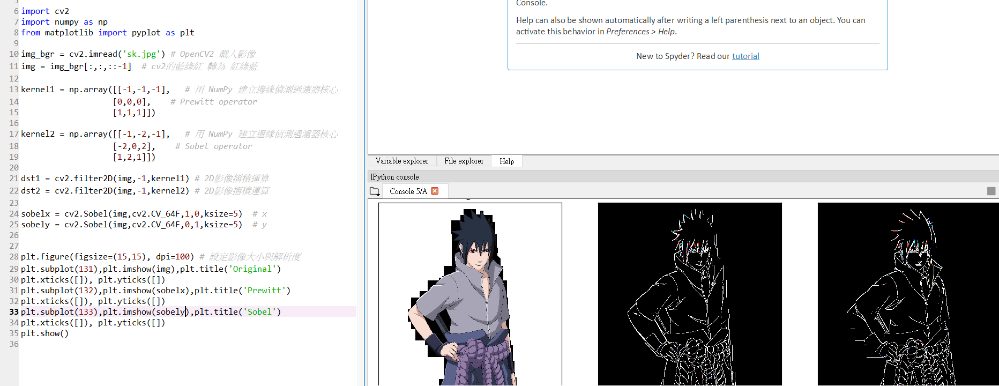 5
6 import cv2
7 import numpy as np
8 from matplotlib import pyplot as plt
9
10 img_bgr = cv2.imread('sk.jpg') # OpenCV2 載入影像
11 img = img_bgr[:,:,::-1]  # cv2的藍綠紅 轉為 紅綠藍
12
13 kernel1 = np.array([[-1,-1,-1],   # 用 NumPy 建立邊緣偵測過濾器核心
14                    [0,0,0],    # Prewitt operator
15                    [1,1,1]])
16
17 kernel2 = np.array([[-1,-2,-1],   # 用 NumPy 建立邊緣偵測過濾器核心
18                    [-2,0,2],    # Sobel operator
19                    [1,2,1]])
20
21 dst1 = cv2.filter2D(img,-1,kernel1) # 2D影像摺積運算
22 dst2 = cv2.filter2D(img,-1,kernel2) # 2D影像摺積運算
23
24 sobelx = cv2.Sobel(img,cv2.CV_64F,1,0,ksize=5)  # x
25 sobely = cv2.Sobel(img,cv2.CV_64F,0,1,ksize=5)  # y
26
27
28 plt.figure(figsize=(15,15), dpi=100) # 設定影像大小與解析度
29 plt.subplot(131),plt.imshow(img),plt.title('Original')
30 plt.xticks([]), plt.yticks([])
31 plt.subplot(132),plt.imshow(sobelx),plt.title('Prewitt')
32 plt.xticks([]), plt.yticks([])
33 plt.subplot(133),plt.imshow(sobely),plt.title('Sobel')
34 plt.xticks([]), plt.yticks([])
35 plt.show()
36
Console.
Help can also be shown automatically after writing a left parenthesis next to an object. You can
activate this behavior in Preferences > Help.
New to Spyder? Read our tutorial
Variable explorer File explorer Help
IPython console
Console 5/A